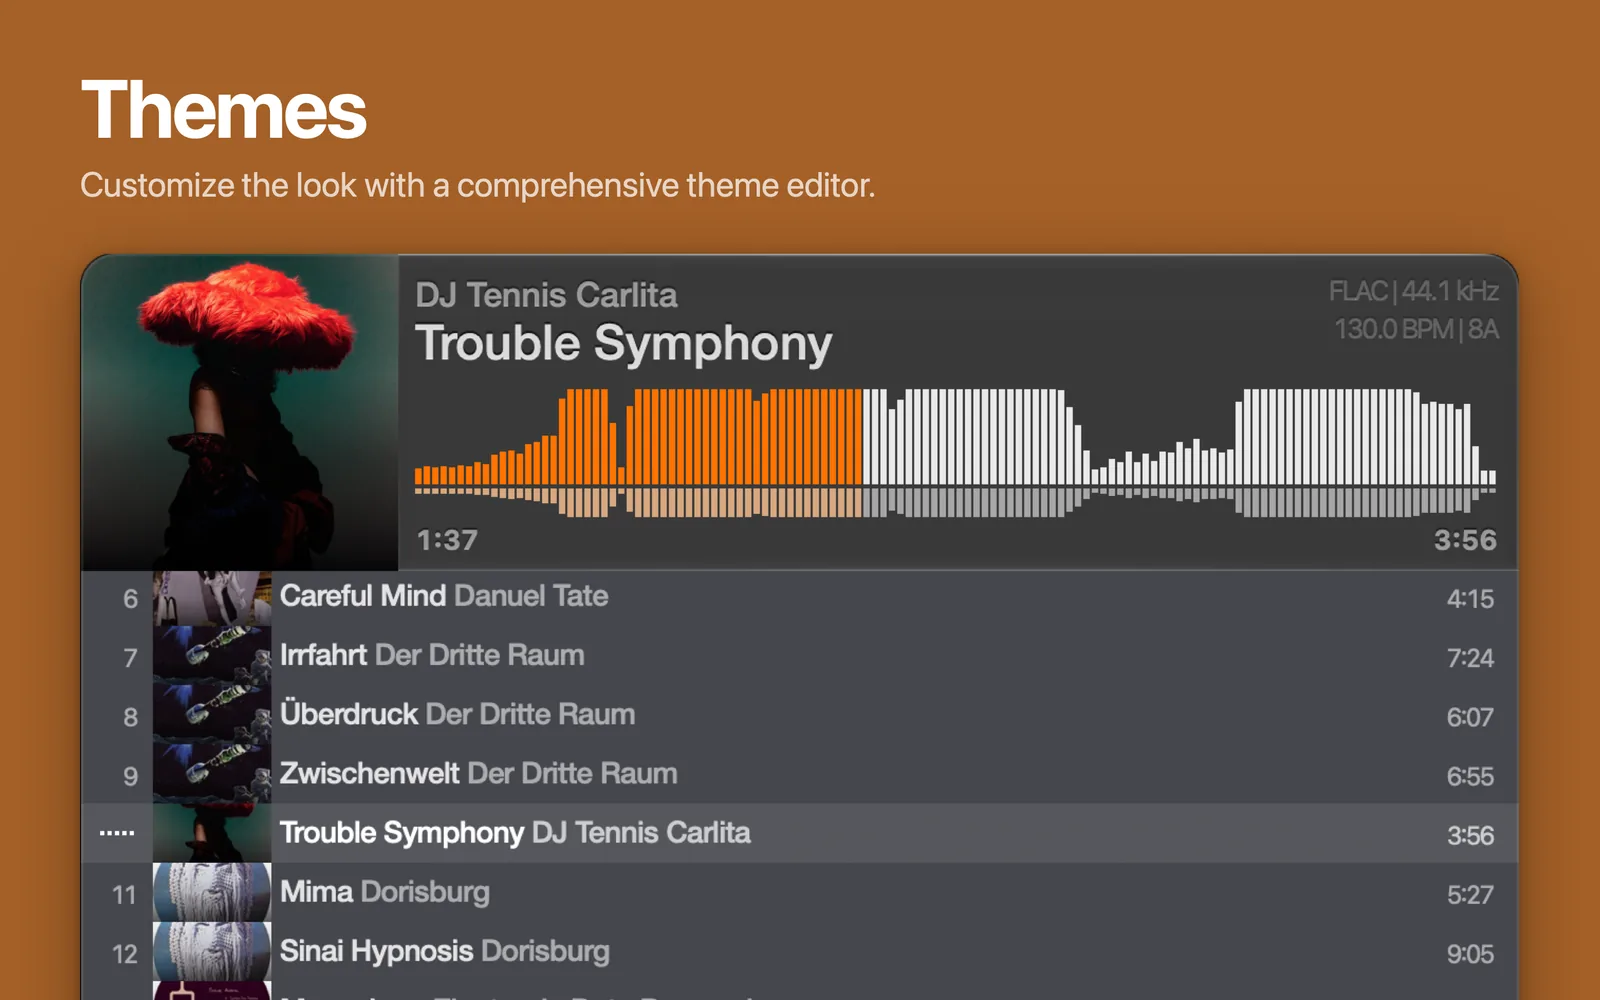 Themes
Customize the look with a comprehensive theme editor.
DJ Tennis Carlita
FLAC | 44.1 kHz
Trouble Symphony
130.0 BPM | 8A
1:37
3:56
6 Careful Mind Danuel Tate 4:15
7 Irrfahrt Der Dritte Raum 7:24
8 Überdruck Der Dritte Raum 6:07
9 Zwischenwelt Der Dritte Raum 6:55
Trouble Symphony DJ Tennis Carlita 3:56
11 Mima Dorisburg 5:27
12 Sinai Hypnosis Dorisburg 9:05